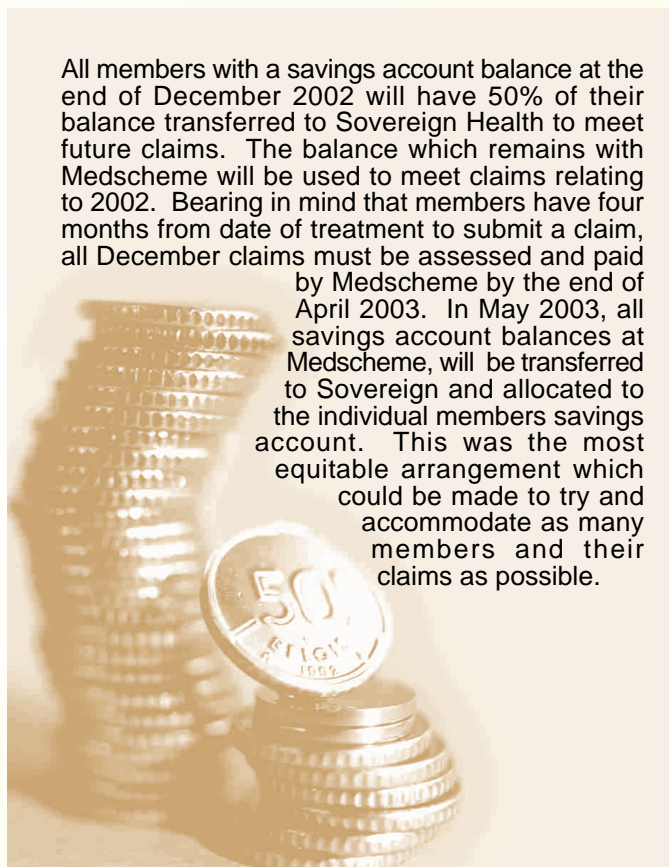 All members with a savings account balance at the
end of December 2002 will have 50% of their
balance transferred to Sovereign Health to meet
future claims. The balance which remains with
Medscheme will be used to meet claims relating
to 2002. Bearing in mind that members have four
months from date of treatment to submit a claim,
all December claims must be assessed and paid
by Medscheme by the end of
April 2003. In May 2003, all
savings account balances at
Medscheme, will be transferred
to Sovereign and allocated to
the individual members savings
account. This was the most
equitable arrangement which
could be made to try and
accommodate as many
members and their
claims as possible.
50